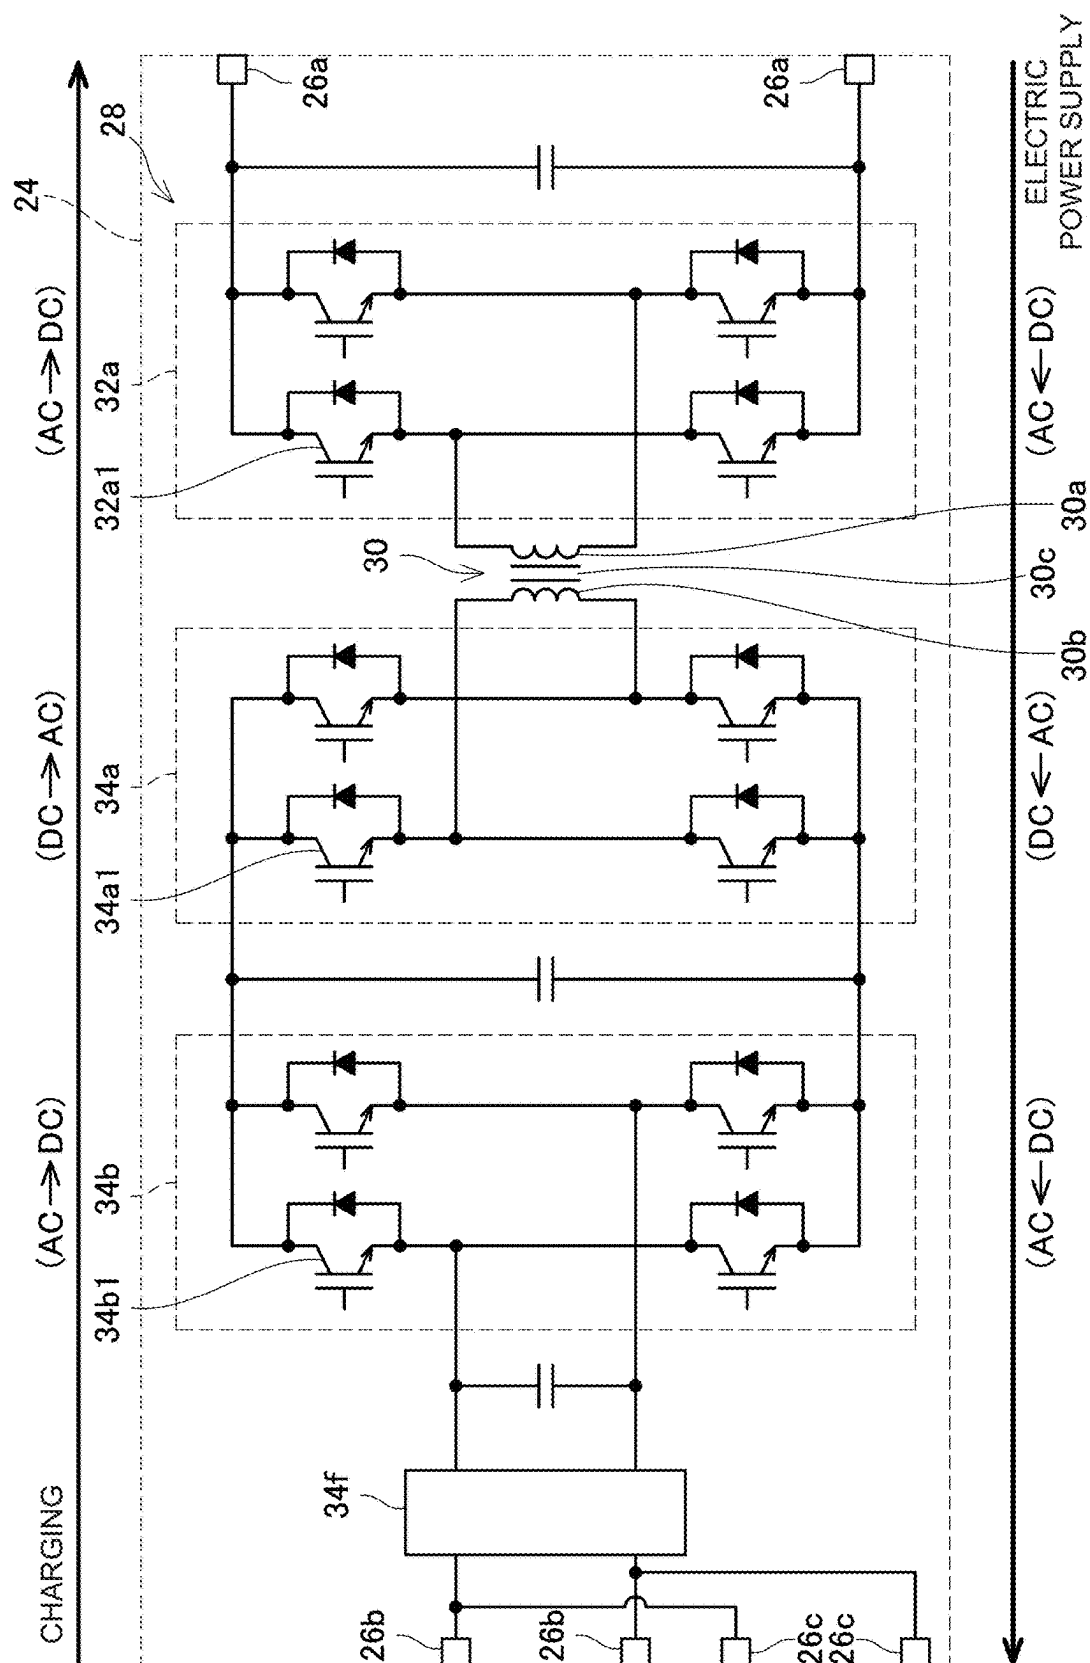 CHARGING
(AC→DC)
(DC→AC)
(AC→DC)
24
28
34b1
34b
34a1
34a
32a1
32a
26a
30
34f
26b
26b
26c
26c
26a
30b
30c
30a
(AC←DC)
(DC←AC)
(AC←DC)
ELECTRIC
POWER SUPPLY